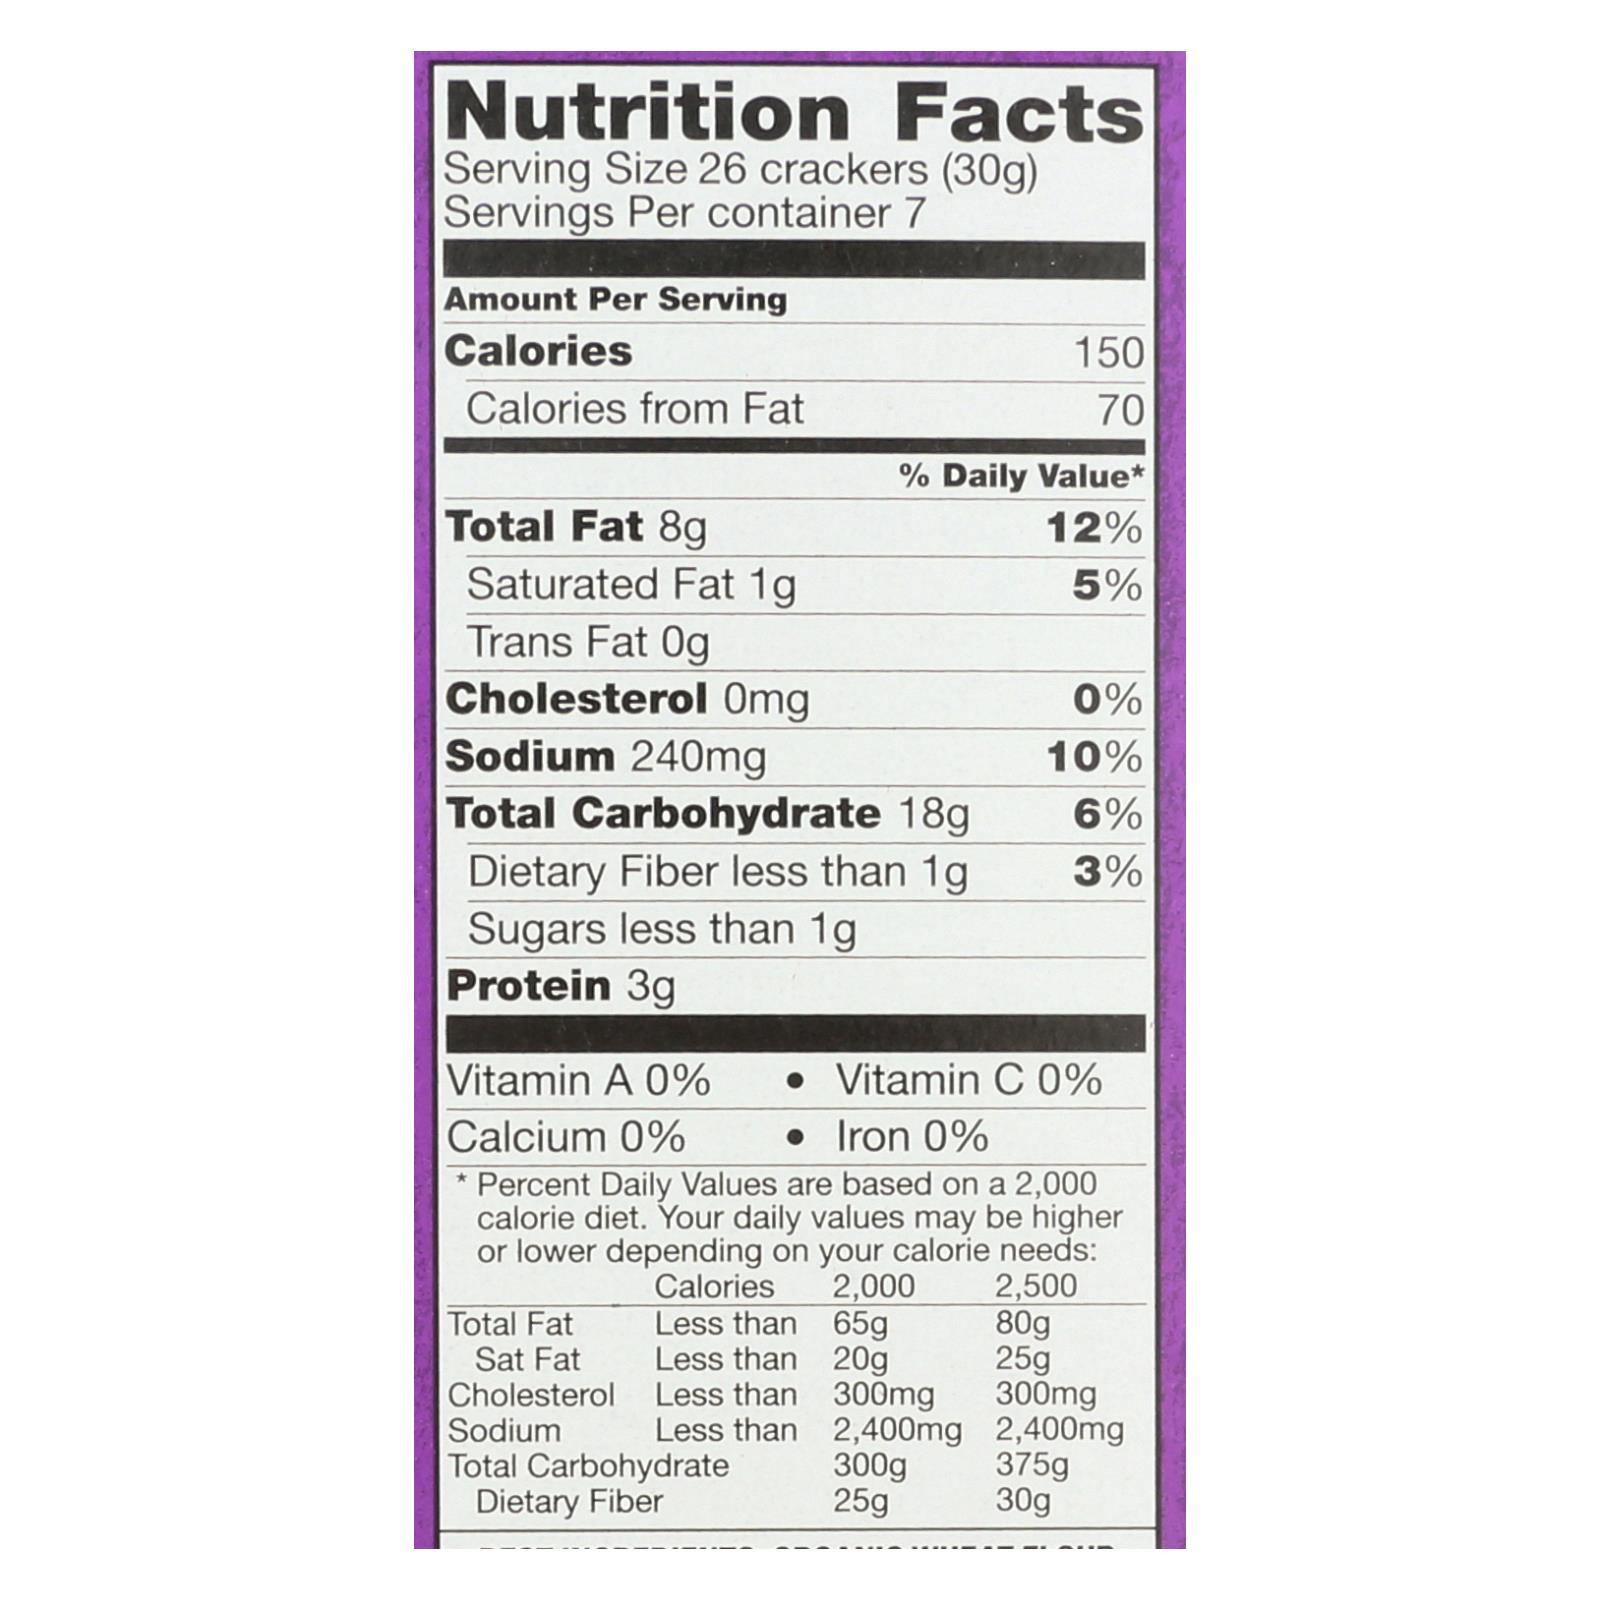 Nutrition Facts
Serving Size 26 crackers (30g)
Servings Per container 7
Amount Per Serving
Calories 150
Calories from Fat 70
% Daily Value*
Total Fat 8g 12%
Saturated Fat 1g 5%
Trans Fat 0g
Cholesterol 0mg 0%
Sodium 240mg 10%
Total Carbohydrate 18g 6%
Dietary Fiber less than 1g 3%
Sugars less than 1g
Protein 3g
Vitamin A 0% • Vitamin C 0%
Calcium 0% • Iron 0%
* Percent Daily Values are based on a 2,000
calorie diet. Your daily values may be higher
or lower depending on your calorie needs:
Calories 2,000 2,500
Total Fat Less than 65g 80g
Sat Fat Less than 20g 25g
Cholesterol Less than 300mg 300mg
Sodium Less than 2,400mg 2,400mg
Total Carbohydrate 300g 375g
Dietary Fiber 25g 30g